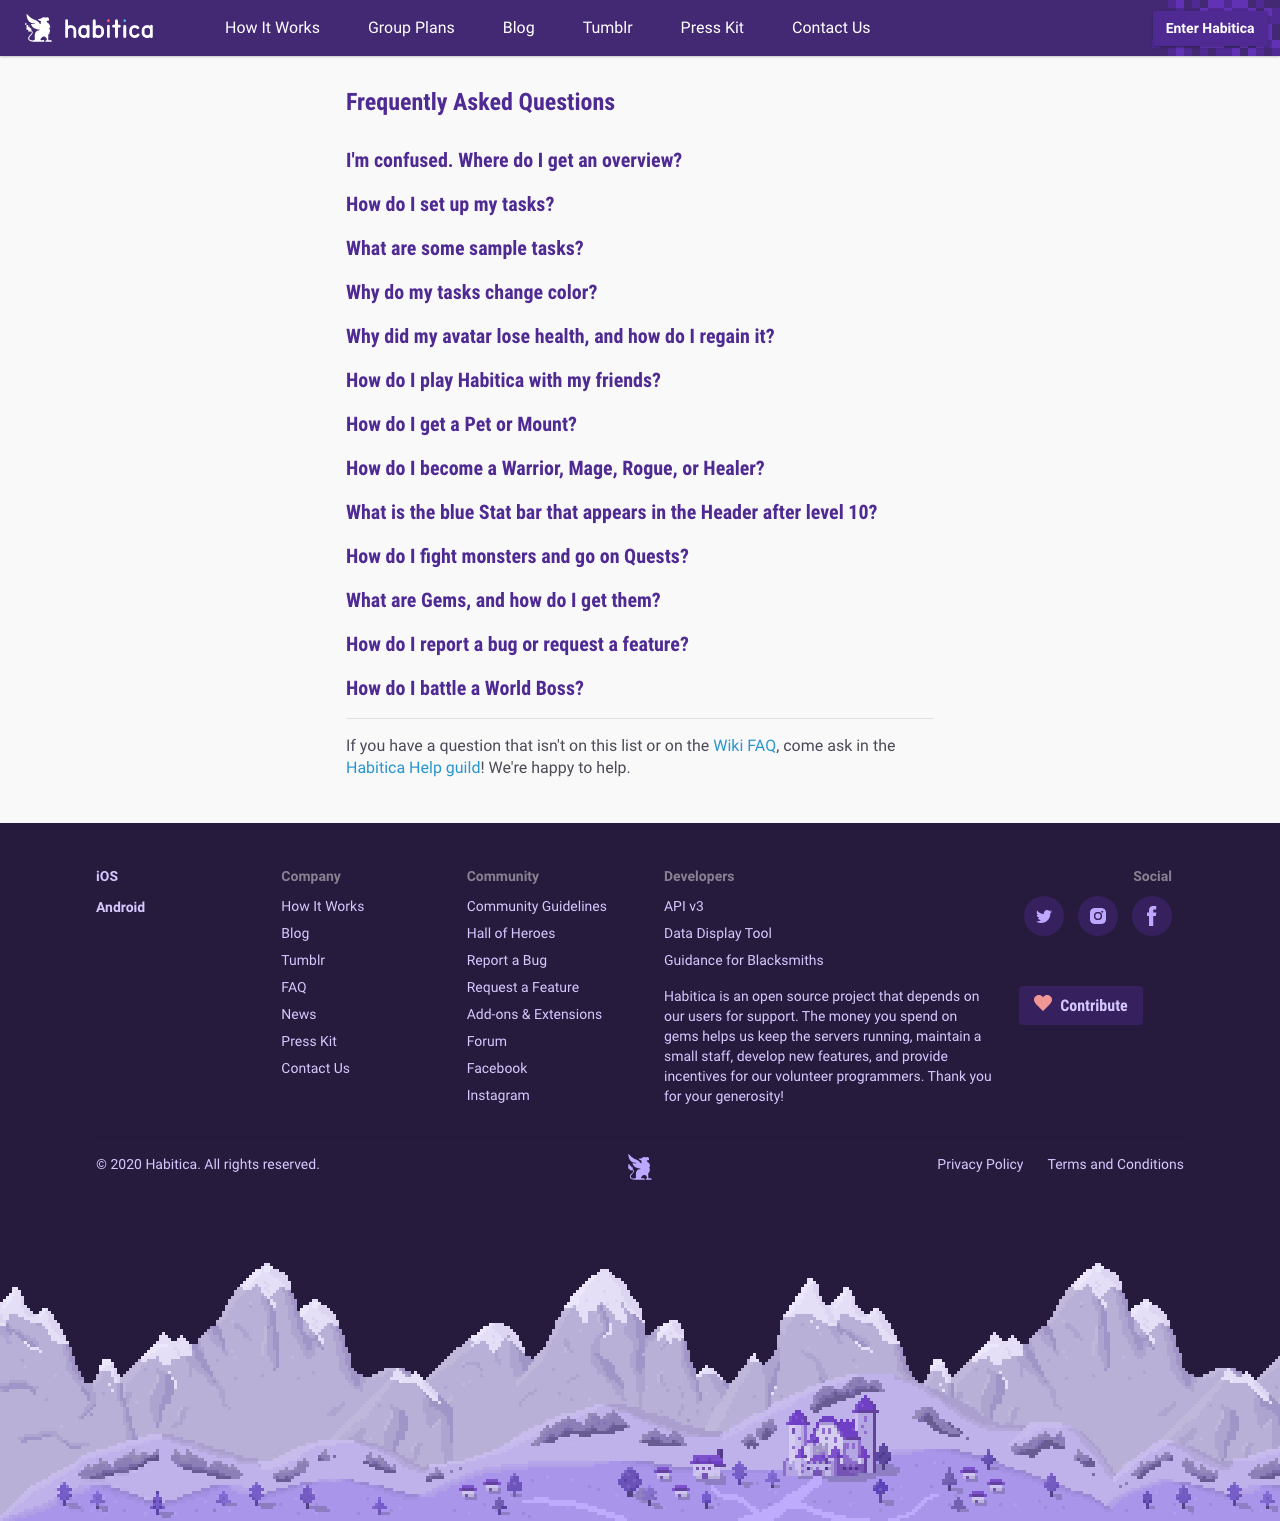 habitica
How It Works
Group Plans
Blog
Tumblr
Press Kit
Contact Us
Enter Habitica
Frequently Asked Questions
I'm confused. Where do I get an overview?
How do I set up my tasks?
What are some sample tasks?
Why do my tasks change color?
Why did my avatar lose health, and how do I regain it?
How do I play Habitica with my friends?
How do I get a Pet or Mount?
How do I become a Warrior, Mage, Rogue, or Healer?
What is the blue Stat bar that appears in the Header after level 10?
How do I fight monsters and go on Quests?
What are Gems, and how do I get them?
How do I report a bug or request a feature?
How do I battle a World Boss?
If you have a question that isn't on this list or on the Wiki FAQ, come ask in the
Habitica Help guild! We're happy to help.
iOS
Android
Company
How It Works
Blog
Tumblr
FAQ
News
Press Kit
Contact Us
Community
Community Guidelines
Hall of Heroes
Report a Bug
Request a Feature
Add-ons & Extensions
Forum
Facebook
Instagram
Developers
API v3
Data Display Tool
Guidance for Blacksmiths
Habitica is an open source project that depends on
our users for support. The money you spend on
gems helps us keep the servers running, maintain a
small staff, develop new features, and provide
incentives for our volunteer programmers. Thank you
for your generosity!
Social
Contribute
© 2020 Habitica. All rights reserved.
Privacy Policy
Terms and Conditions